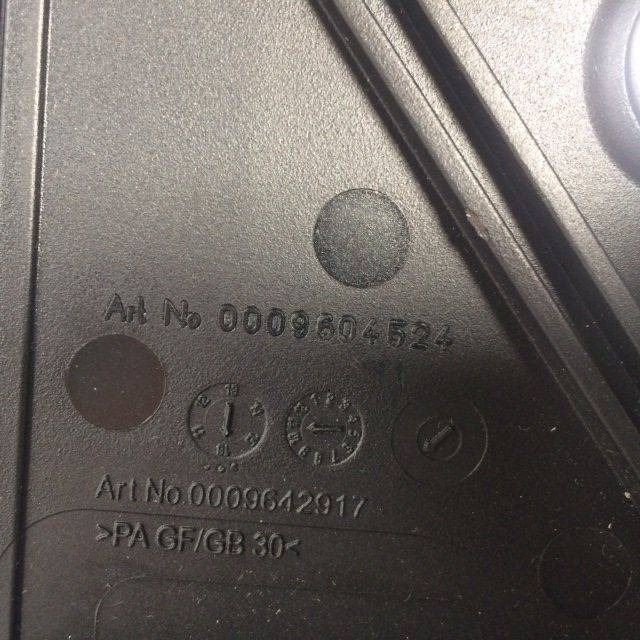 Art No 0009604524
Art No 0009642917
>PA GF/GB 30<